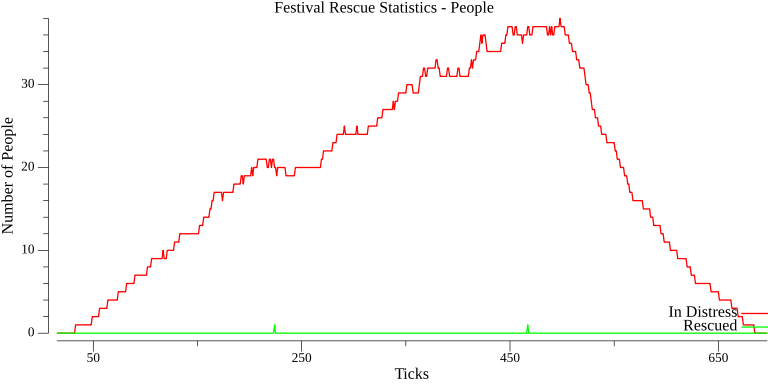 Festival Rescue Statistics - People
Number of People
30
20
10
0
In Distress
Rescued
50
250
450
650
Ticks